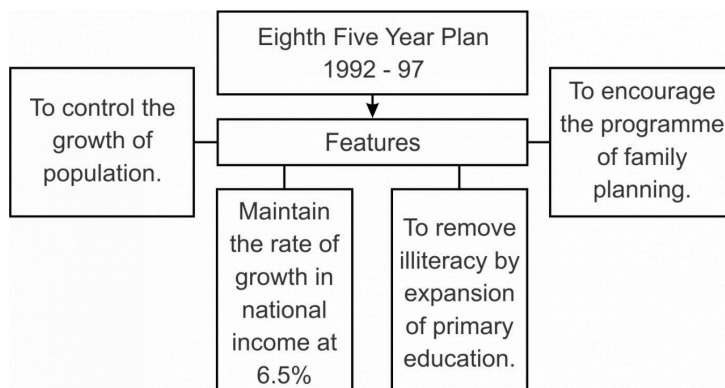 Eighth Five Year Plan
1992 - 97
To control the
growth of
population.
Features
To encourage
the programme
of family
planning.
Maintain
the rate of
growth in
national
income at
6.5%
To remove
illiteracy by
expansion
of primary
education.